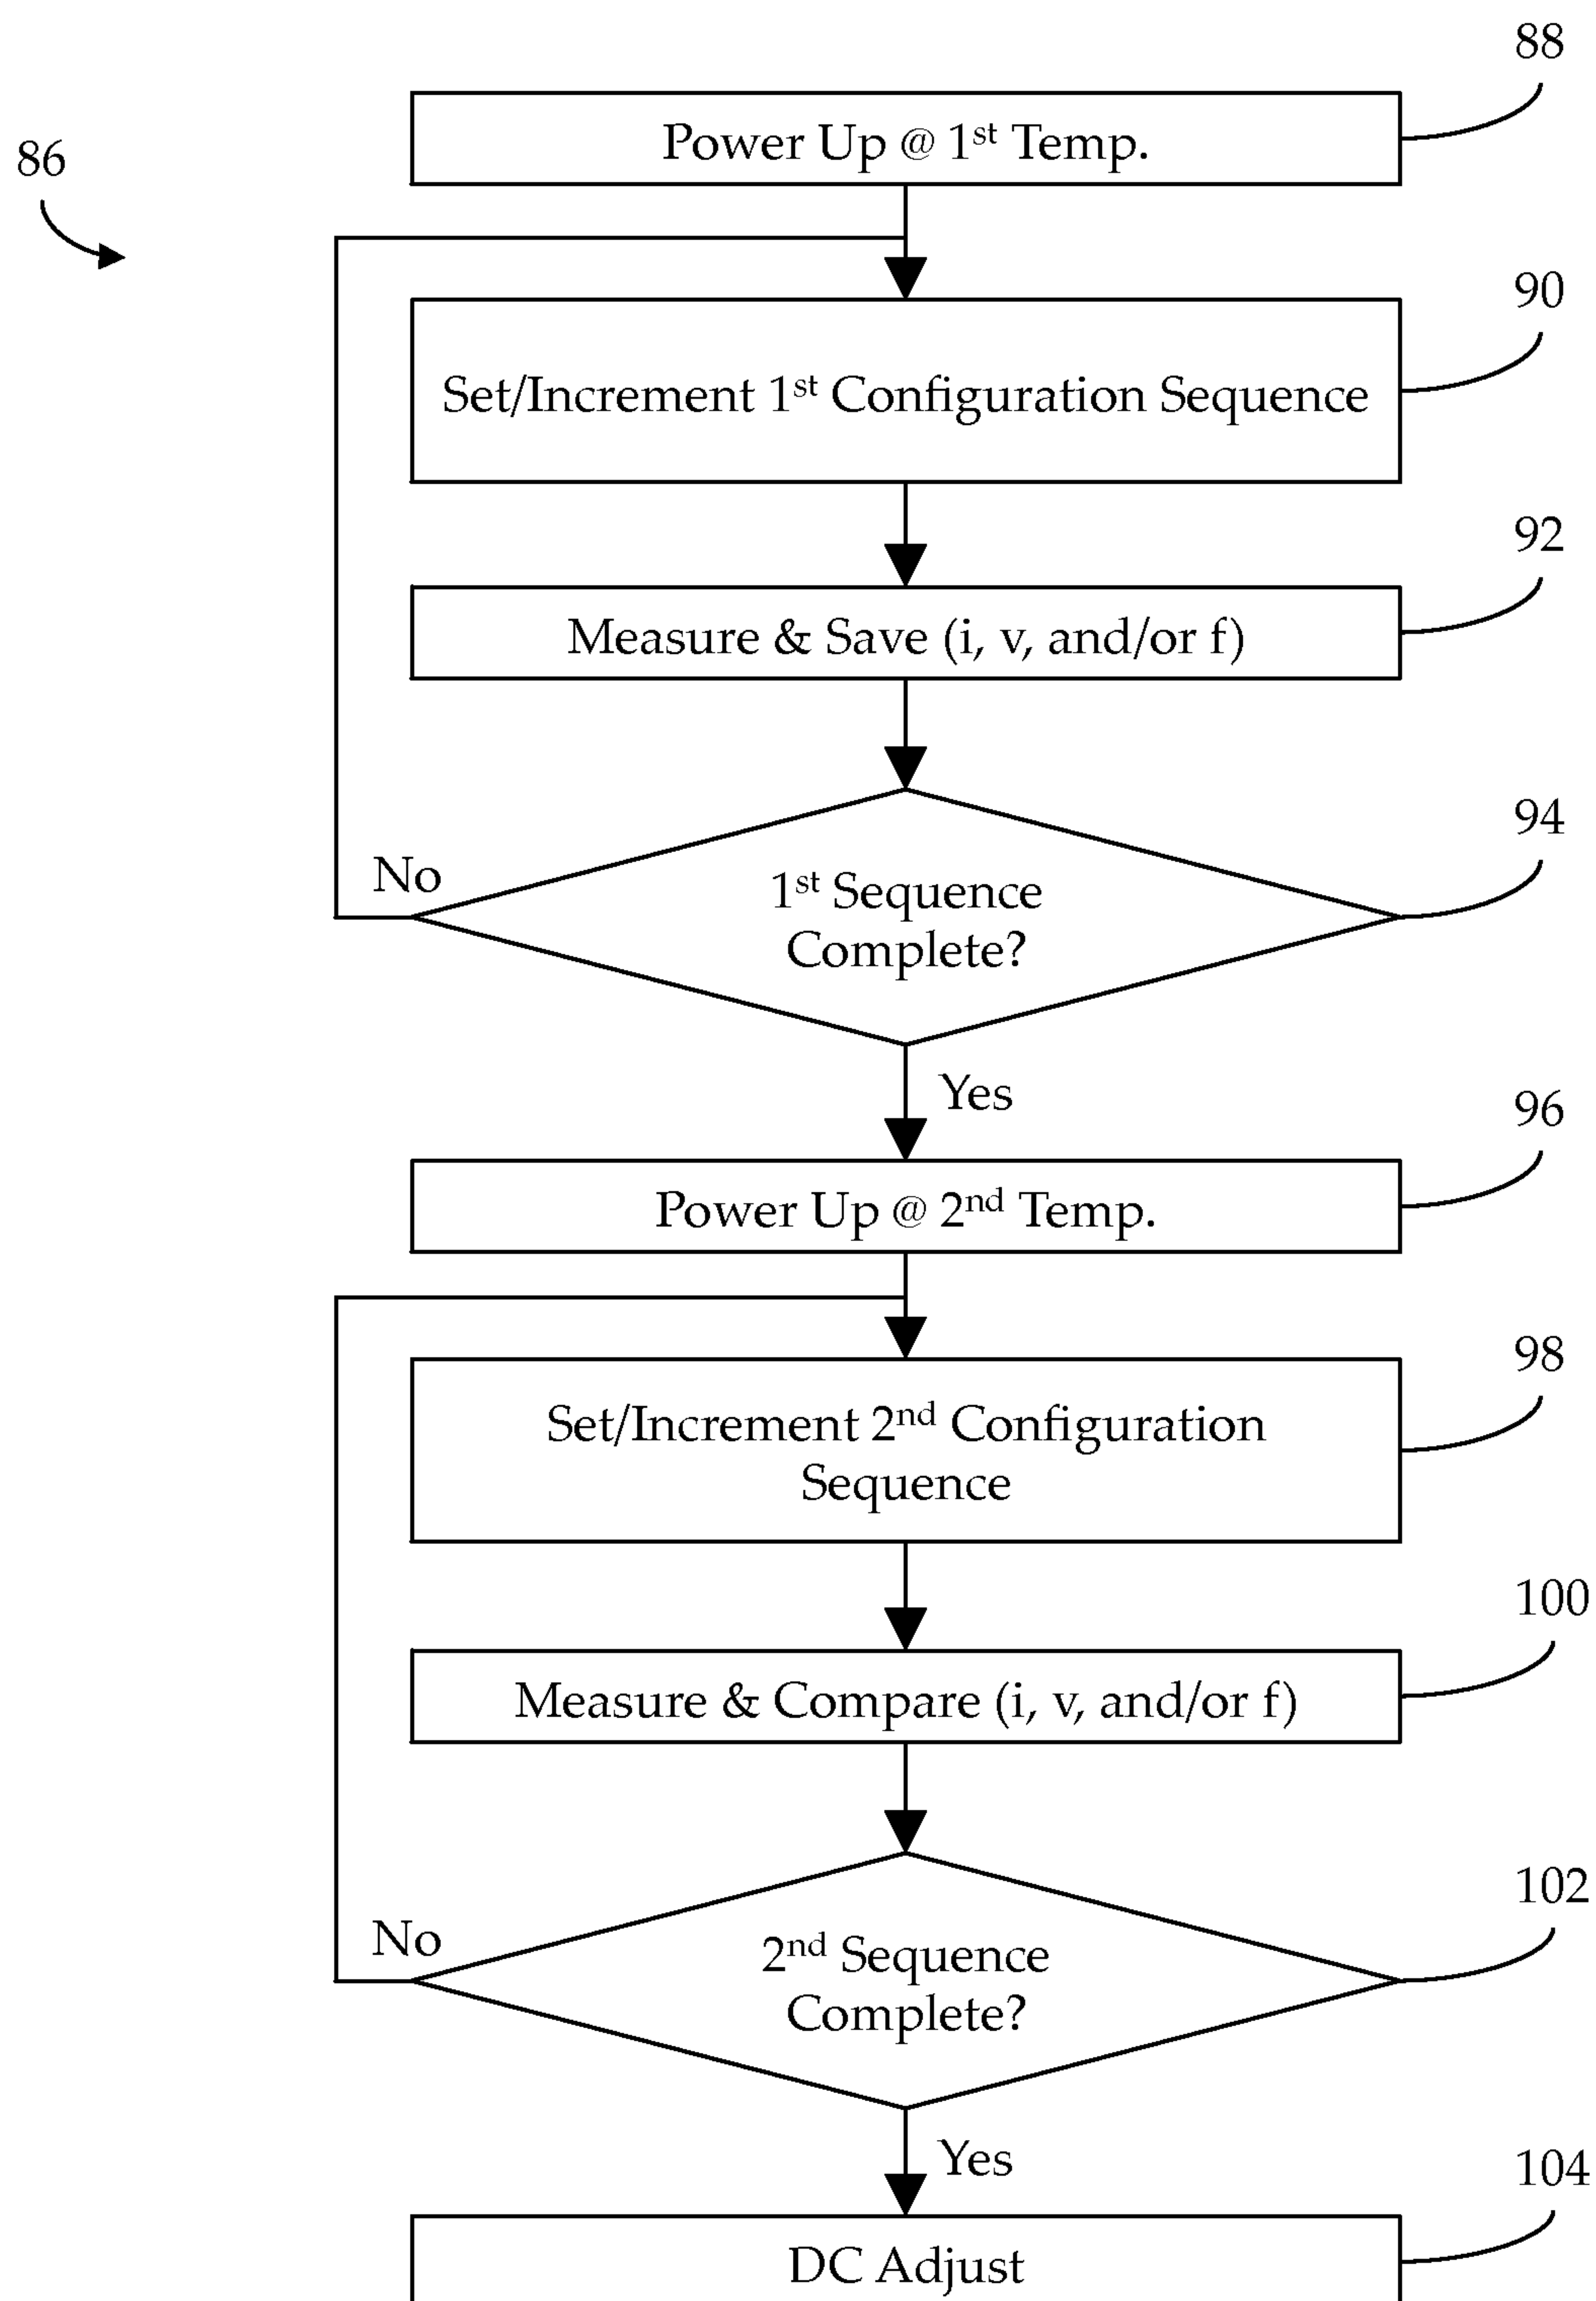 88
Power Up @ 1st Temp.
86
90
Set/Increment 1st Configuration Sequence
92
Measure & Save (i, v, and/or f)
94
No
1st Sequence
Complete?
Yes
96
Power Up @ 2nd Temp.
98
Set/Increment 2nd Configuration
Sequence
100
Measure & Compare (i, v, and/or f)
102
No
2nd Sequence
Complete?
Yes
104
DC Adjust